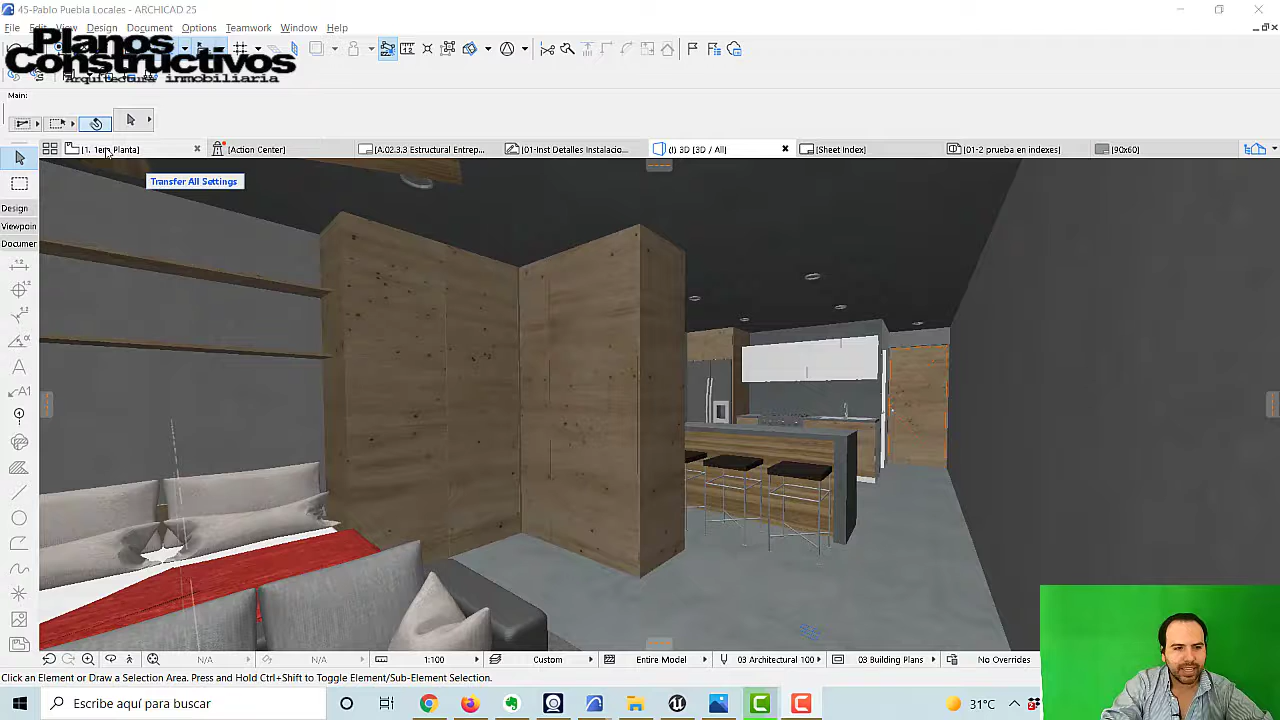 45-Pablo Puebla Locales - ARCHICAD 25
File Edit View Design Document Options Teamwork Window Help
Planos
Constructivos
Arquitectura inmobiliaria
Main:
[1. 1era Planta]
[Action Center]
[A.02.3.3 Estructural Entrep...
[I01-Inst Detalles Instalacio...
(!) 3D [3D / All]
[Sheet Index]
[01-2 prueba en indexes]
[90x60]
Transfer All Settings
Design
Viewpoin
Documer
N/A
N/A
1:100
Custom
Entire Model
03 Architectural 100
03 Building Plans
No Overrides
Click an Element or Draw a Selection Area. Press and Hold Ctrl+Shift to Toggle Element/Sub-Element Selection.
Escribe aquí para buscar
31°C